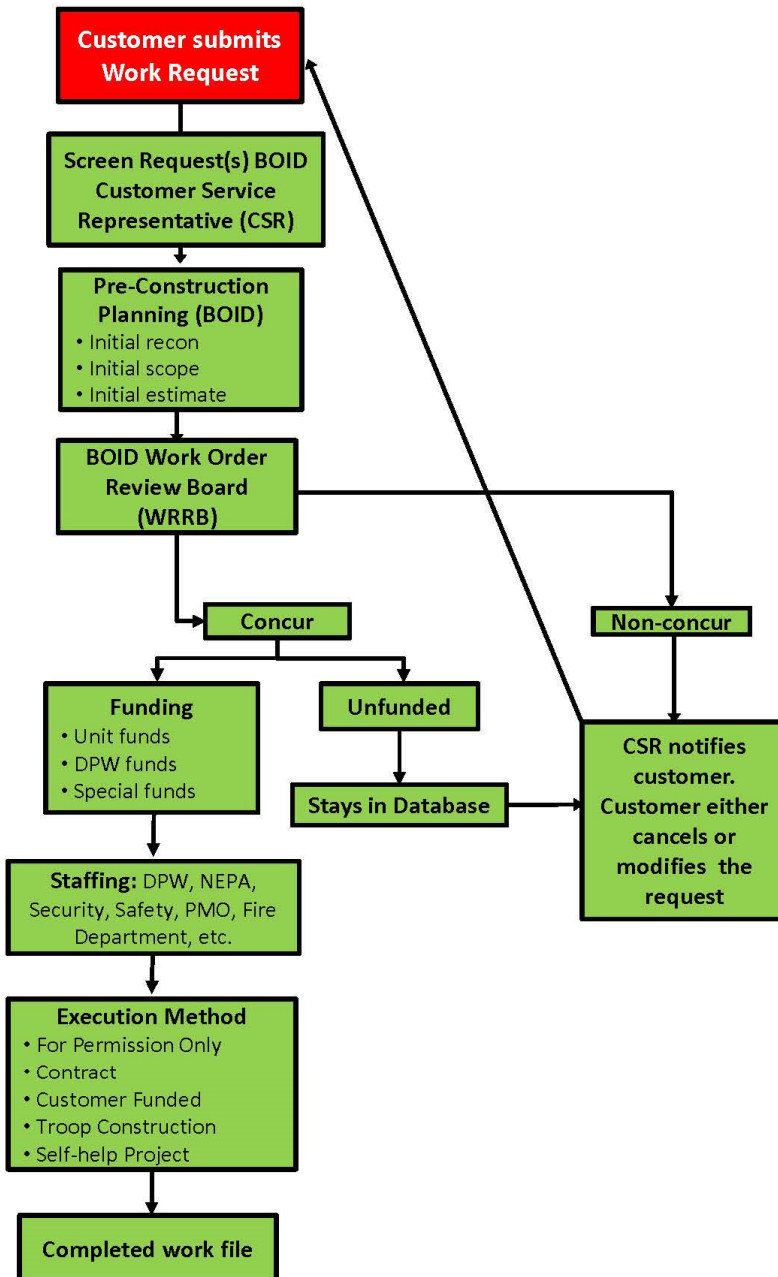 Customer submits
Work Request
Screen Request(s) BOID
Customer Service
Representative (CSR)
Pre-Construction
Planning (BOID)
• Initial recon
• Initial scope
• Initial estimate
BOID Work Order
Review Board
(WRRB)
Concur
Non-concur
Funding
• Unit funds
• DPW funds
• Special funds
Unfunded
Stays in Database
CSR notifies
customer.
Customer either
cancels or
modifies the
request
Staffing: DPW, NEPA,
Security, Safety, PMO, Fire
Department, etc.
Execution Method
• For Permission Only
• Contract
• Customer Funded
• Troop Construction
• Self-help Project
Completed work file